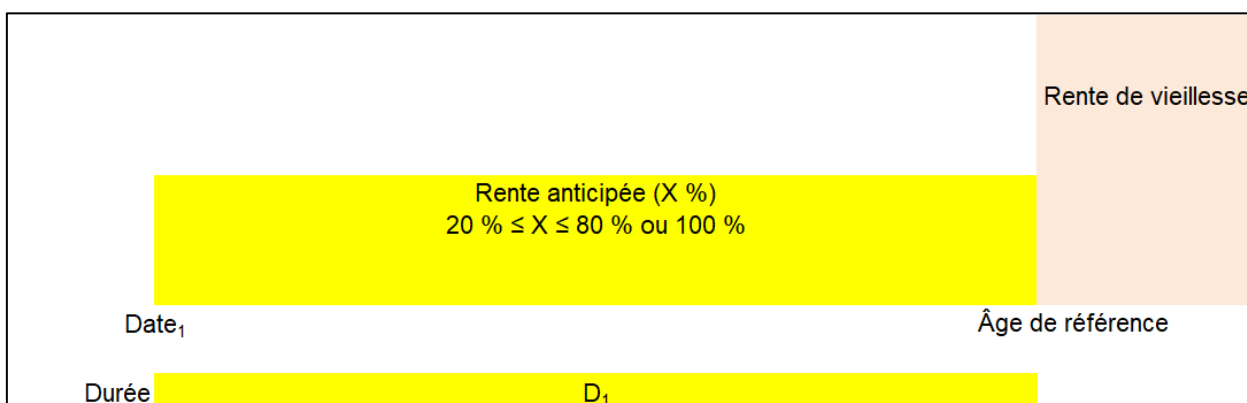 Rente de vieillesse
Rente anticipée (X %)
20 % ≤ X ≤ 80 % ou 100 %
Date₁
Âge de référence
Durée
D₁